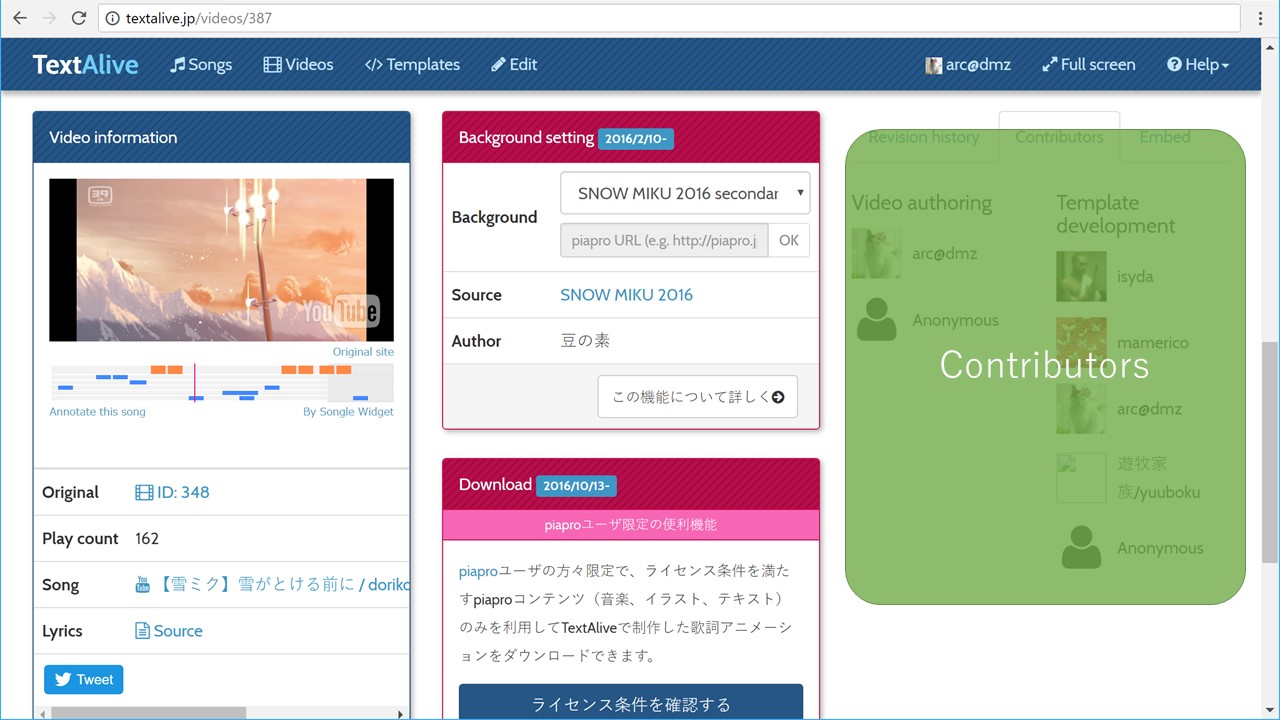 textalive.jp/videos/387
TextAlive Songs Videos Templates Edit arc@dmz Full screen Help
Video information
39
YouTube
Original site
Annotate this song By Songle Widget
Original ID: 348
Play count 162
Song 【雪ミク】雪がとける前に / doriko
Lyrics Source
Tweet
Background setting 2016/2/10-
Background SNOW MIKU 2016 secondar
piapro URL (e.g. http://piapro.j OK
Source SNOW MIKU 2016
Author 豆の素
この機能について詳しく
Download 2016/10/13-
piaproユーザ限定の便利機能
piaproユーザの方々限定で、ライセンス条件を満た
すpiaproコンテンツ（音楽、イラスト、テキスト）
のみを利用してTextAliveで制作した歌詞アニメーシ
ョンをダウンロードできます。
ライセンス条件を確認する
Revision history Contributors Embed
Video authoring
arc@dmz
Anonymous
Template
development
isyda
mamerico
arc@dmz
遊牧家
族/yuuboku
Anonymous
Contributors